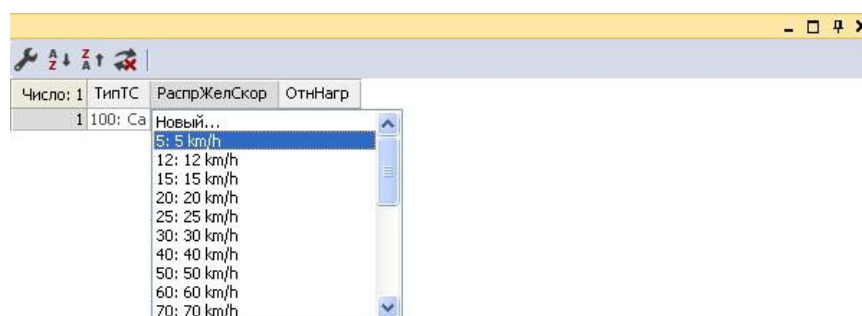 Число: 1 ТипТС РаспрЖелСкор ОтнНагр
1 100: Ca Новый...
5: 5 km/h
12: 12 km/h
15: 15 km/h
20: 20 km/h
25: 25 km/h
30: 30 km/h
40: 40 km/h
50: 50 km/h
60: 60 km/h
70: 70 km/h